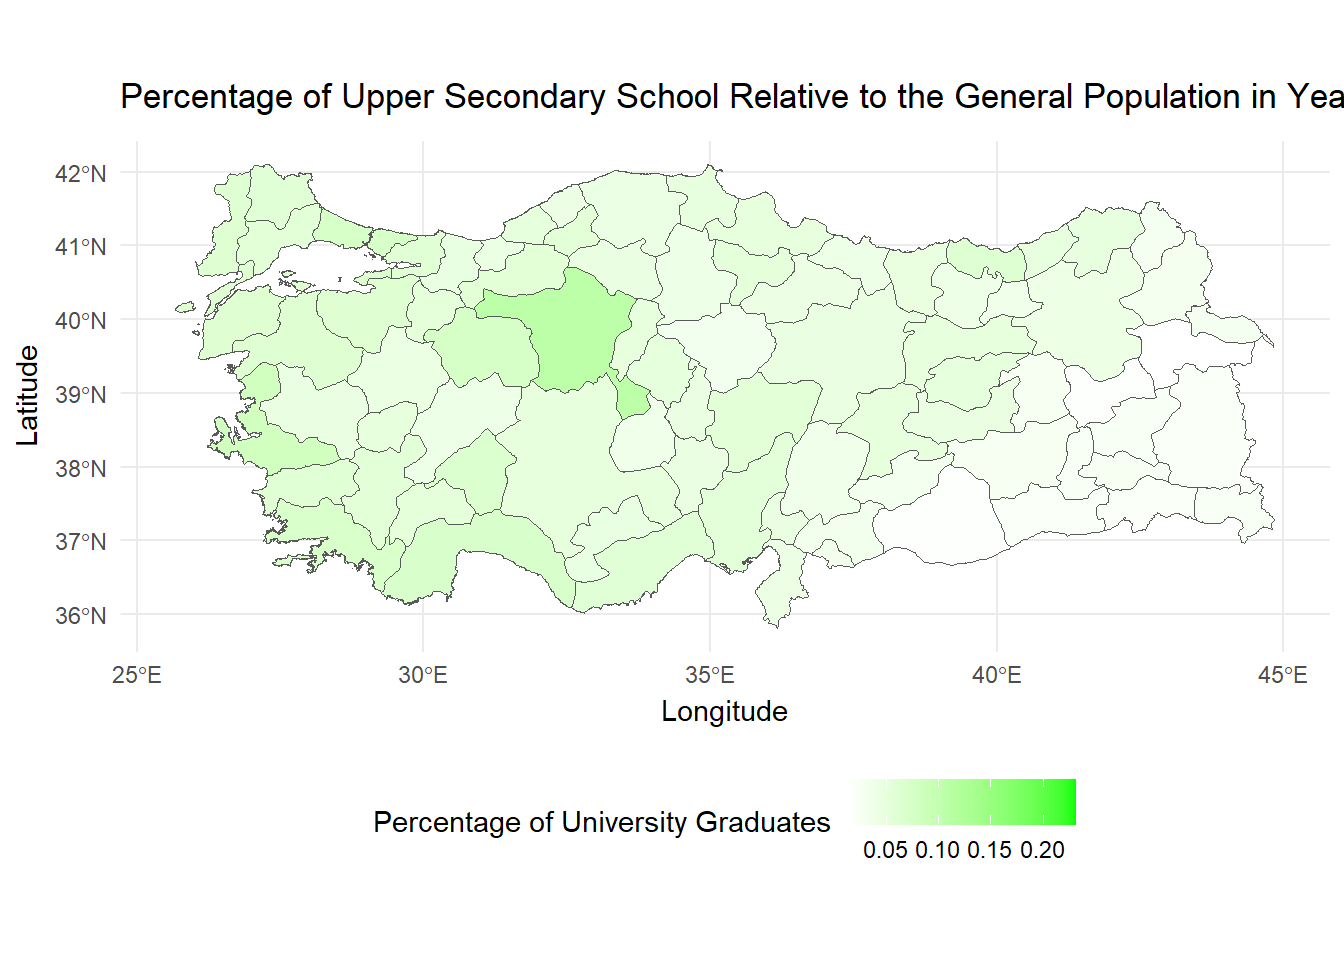 Percentage of Upper Secondary School Relative to the General Population in Yea
42°N
41°N
40°N
39°N
38°N
37°N
36°N
Latitude
25°E 30°E 35°E 40°E 45°E
Longitude
Percentage of University Graduates
0.05 0.10 0.15 0.20